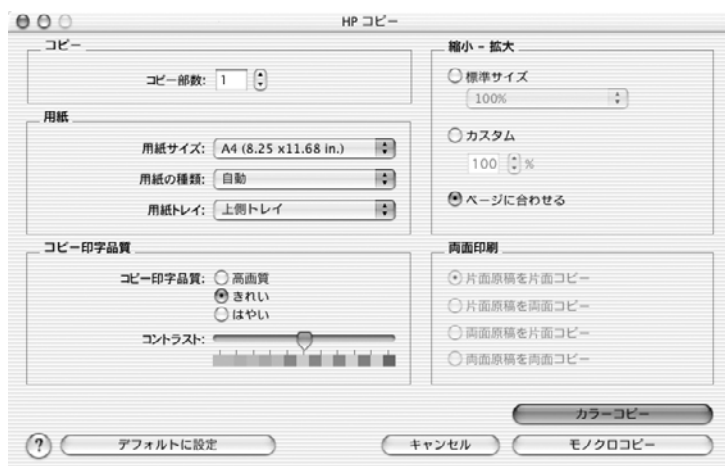 HP コピー
コピー
コピー部数: 1
用紙
用紙サイズ: A4 (8.25 x11.68 in.)
用紙の種類: 自動
用紙トレイ: 上側トレイ
コピー印字品質
コピー印字品質: 高画質
きれい
はやい
コントラスト:
縮小 - 拡大
標準サイズ
100%
カスタム
100 %
ページに合わせる
両面印刷
片面原稿を片面コピー
片面原稿を両面コピー
両面原稿を片面コピー
両面原稿を両面コピー
カラーコピー
? デフォルトに設定 キャンセル モノクロコピー